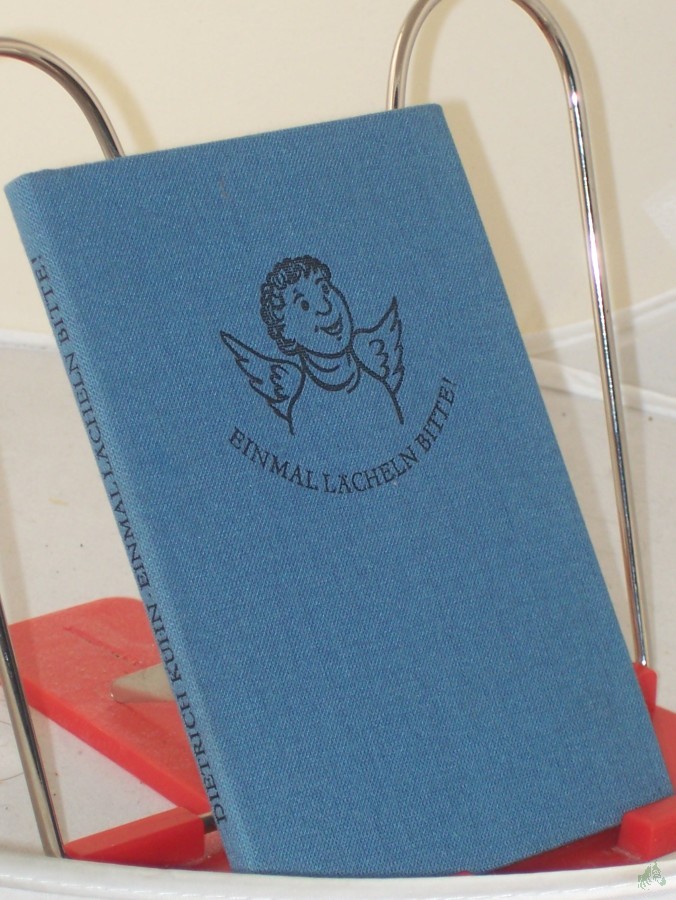 EINMAL LÄCHELN BITTE!
DIETRICH KUHN · EINMAL LÄCHELN BITTE!